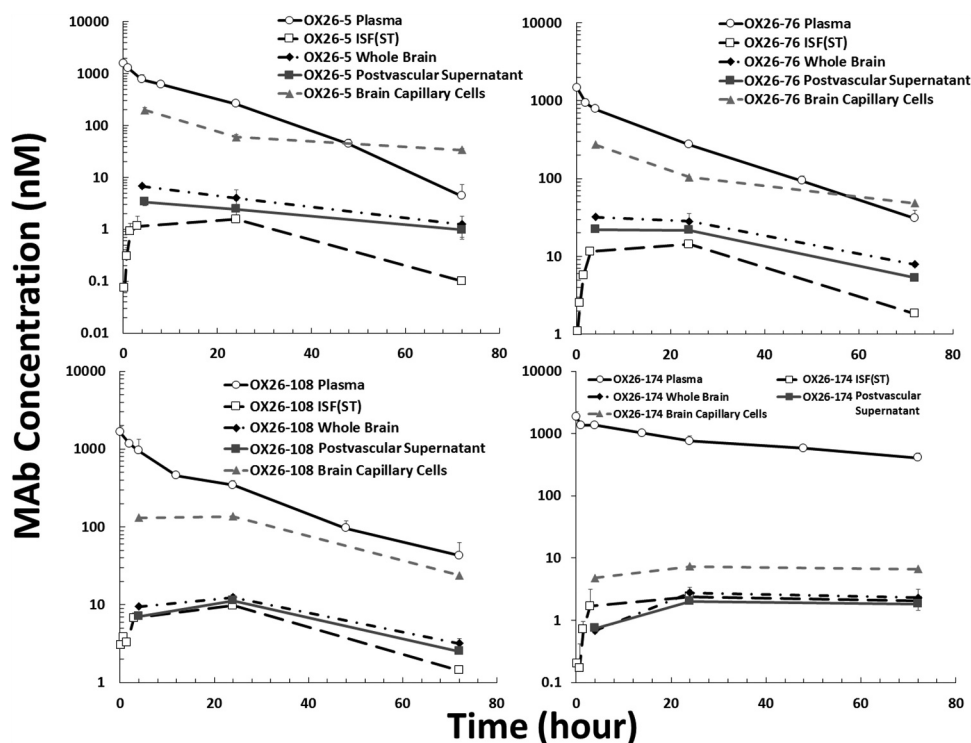 MAb Concentration (nM)
10000
1000
100
10
1
0.1
0.01
0 20 40 60 80
OX26-5 Plasma
OX26-5 ISF(ST)
OX26-5 Whole Brain
OX26-5 Postvascular Supernatant
OX26-5 Brain Capillary Cells
10000
1000
100
10
1
0 20 40 60 80
OX26-76 Plasma
OX26-76 ISF(ST)
OX26-76 Whole Brain
OX26-76 Postvascular Supernatant
OX26-76 Brain Capillary Cells
10000
1000
100
10
1
0 20 40 60 80
OX26-108 Plasma
OX26-108 ISF(ST)
OX26-108 Whole Brain
OX26-108 Postvascular Supernatant
OX26-108 Brain Capillary Cells
10000
1000
100
10
1
0.1
0 20 40 60 80
OX26-174 Plasma
OX26-174 ISF(ST)
OX26-174 Whole Brain
OX26-174 Postvascular
Supernatant
OX26-174 Brain Capillary Cells
Time (hour)